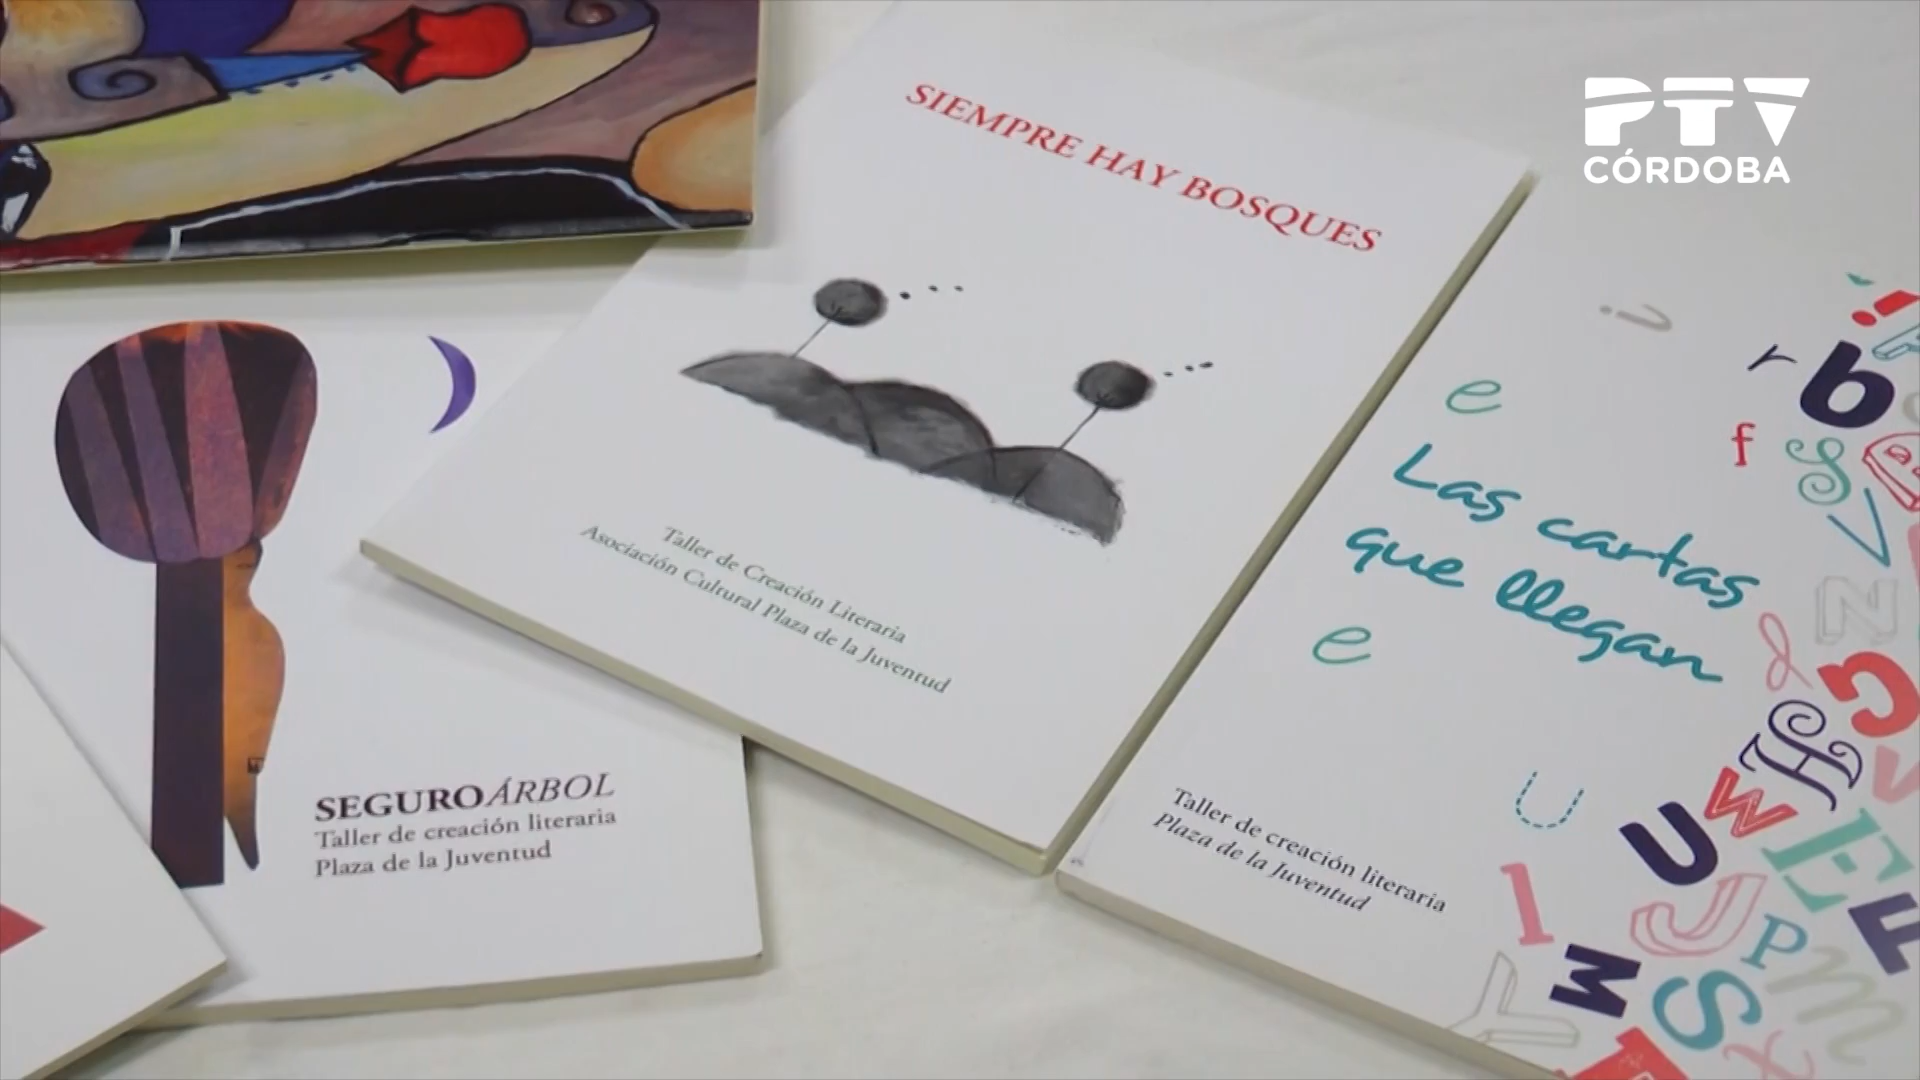 PTV
CÓRDOBA
SIEMPRE HAY BOSQUES
Taller de Creación Literaria
Asociación Cultural Plaza de la Juventud
SEGUROÁRBOL
Taller de creación literaria
Plaza de la Juventud
Las cartas
que llegan
Taller de creación literaria
Plaza de la Juventud